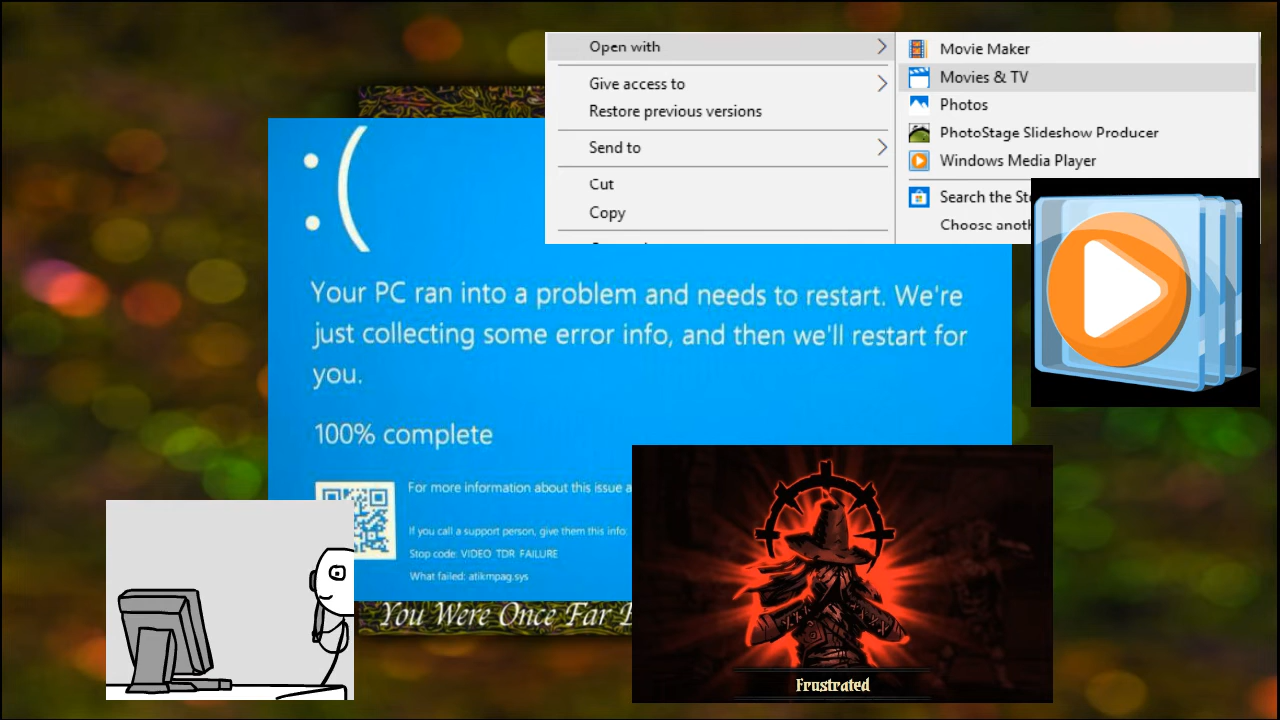 Open with
Give access to
Restore previous versions
Send to
Cut
Copy
Movie Maker
Movies & TV
Photos
PhotoStage Slideshow Producer
Windows Media Player
Search the
Choose
:(
Your PC ran into a problem and needs to restart. We're
just collecting some error info, and then we'll restart for
you.
100% complete
For more information about this issue
If you call a support person, give them this info:
Stop code: VIDEO TDR FAILURE
What failed: atikmpag.sys
You Were Once Far
Frustrated